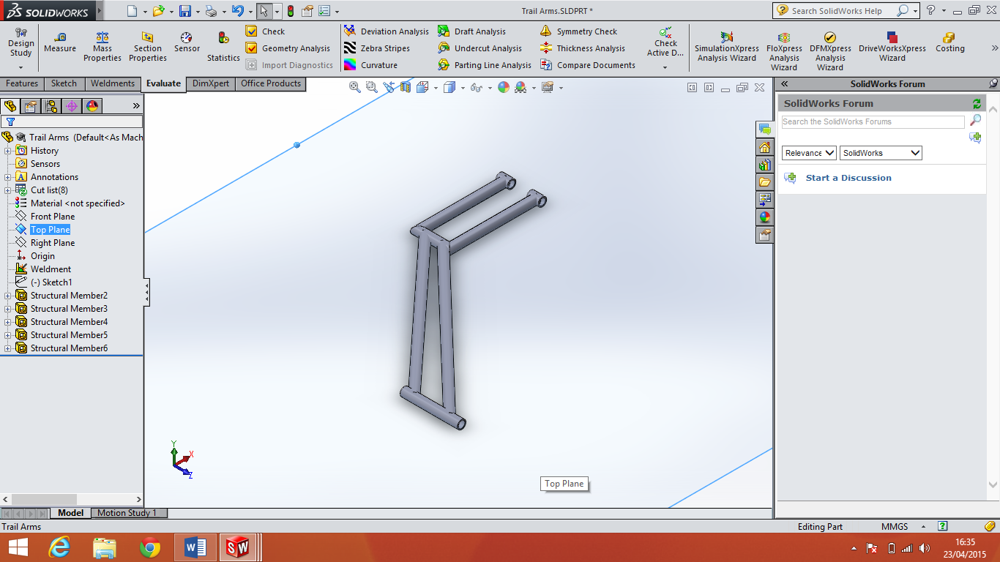 SOLIDWORKS
Trail Arms.SLDPRT *
Search SolidWorks Help
Design Study
Measure
Mass Properties
Section Properties
Sensor
Statistics
Check
Geometry Analysis
Import Diagnostics
Deviation Analysis
Zebra Stripes
Curvature
Draft Analysis
Undercut Analysis
Parting Line Analysis
Symmetry Check
Thickness Analysis
Compare Documents
Check Active D...
SimulationXpress Analysis Wizard
FloXpress Analysis Wizard
DFMXpress Analysis Wizard
DriveWorksXpress Wizard
Costing
Features
Sketch
Weldments
Evaluate
DimXpert
Office Products
Trail Arms (Default<As Mach
History
Sensors
Annotations
Cut list(8)
Material <not specified>
Front Plane
Top Plane
Right Plane
Origin
Weldment
(-) Sketch1
Structural Member2
Structural Member3
Structural Member4
Structural Member5
Structural Member6
Y
X
Z
Top Plane
SolidWorks Forum
SolidWorks Forum
Search the SolidWorks Forums
Relevance
SolidWorks
Start a Discussion
Model
Motion Study 1
Trail Arms
Editing Part
MMGS
16:35
23/04/2015